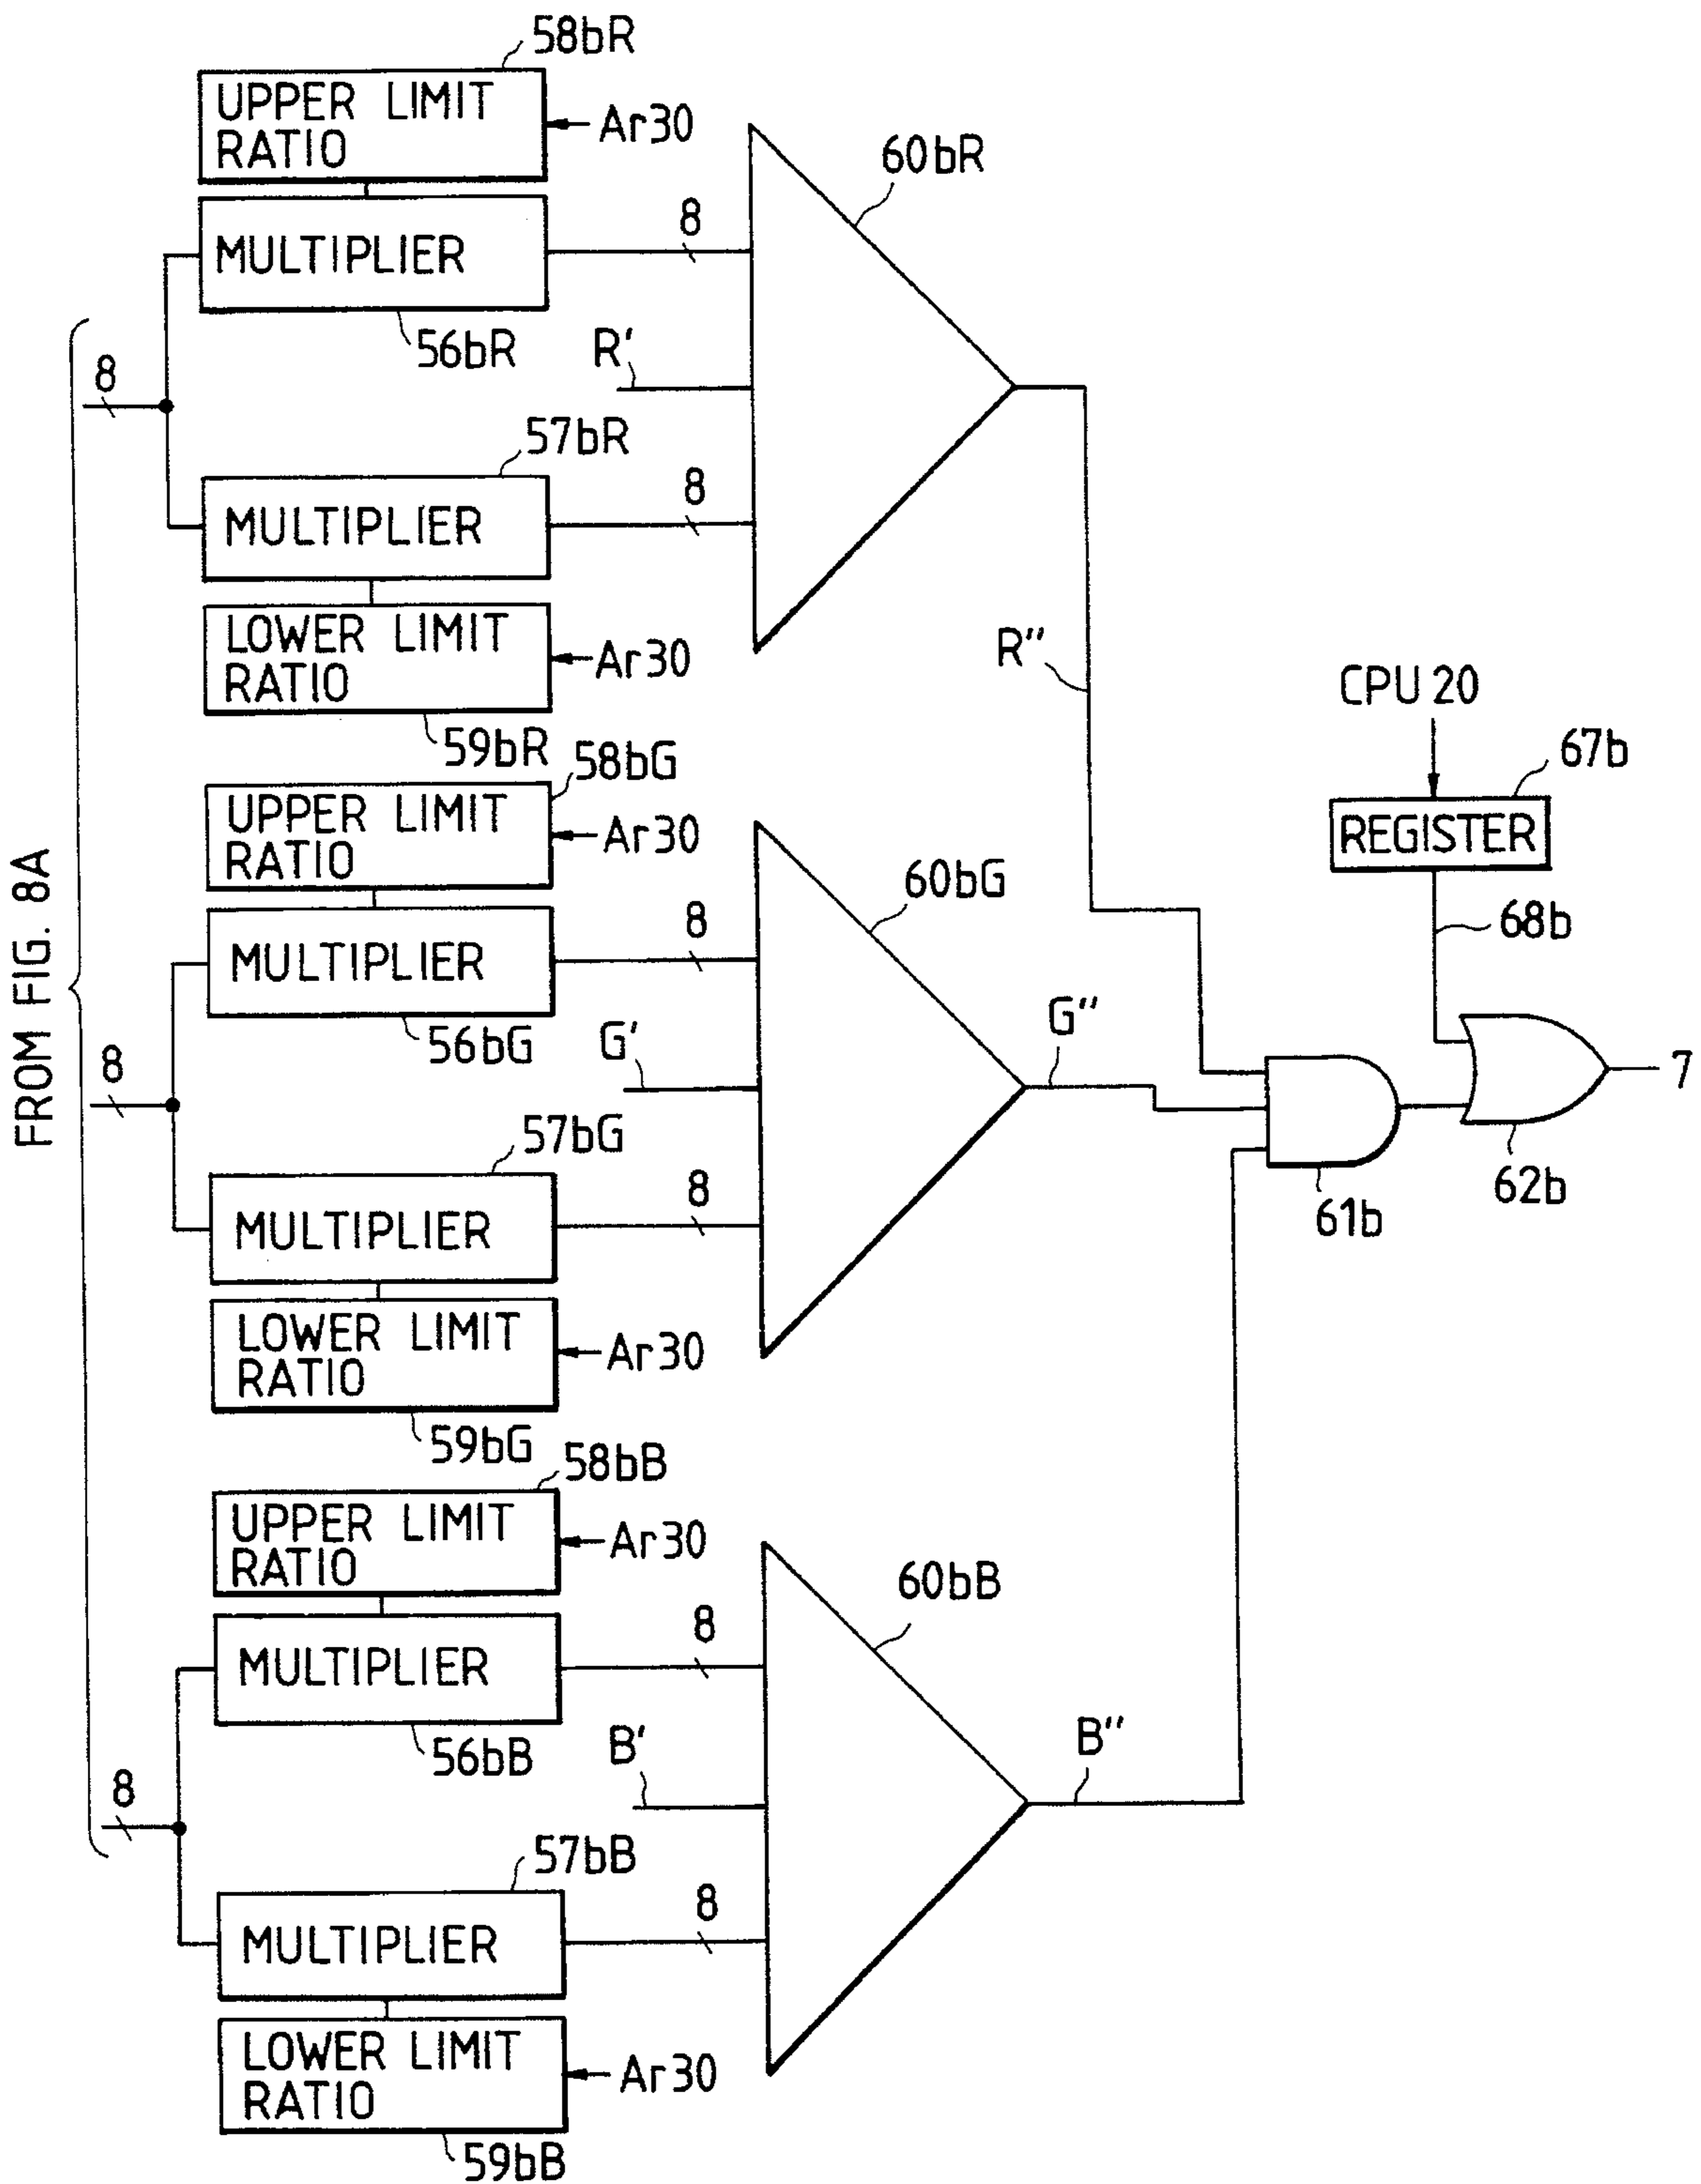 58bR
UPPER LIMIT
RATIO
Ar30
60bR
MULTIPLIER
8
56bR
R′
8
57bR
MULTIPLIER
8
LOWER LIMIT
RATIO
Ar30
R″
59bR
CPU 20
67b
REGISTER
68b
58bG
UPPER LIMIT
RATIO
Ar30
60bG
MULTIPLIER
8
56bG
FROM FIG. 8A
G′
8
G″
7
62b
61b
57bG
MULTIPLIER
8
LOWER LIMIT
RATIO
Ar30
59bG
58bB
UPPER LIMIT
RATIO
Ar30
60bB
MULTIPLIER
8
56bB
B′
8
B″
57bB
MULTIPLIER
8
LOWER LIMIT
RATIO
Ar30
59bB